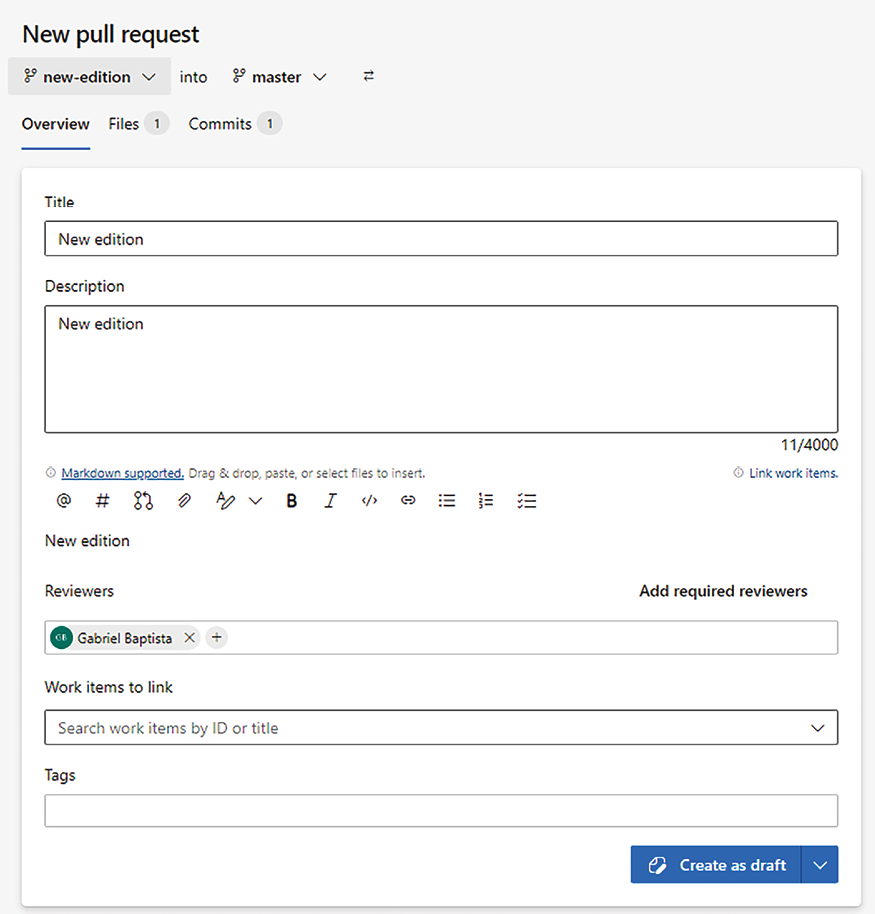 New pull request
new-edition into master
Overview Files 1 Commits 1
Title
New edition
Description
New edition
11/4000
Markdown supported. Drag & drop, paste, or select files to insert. Link work items.
@ # B I </>
New edition
Reviewers Add required reviewers
GB Gabriel Baptista
Work items to link
Search work items by ID or title
Tags
Create as draft